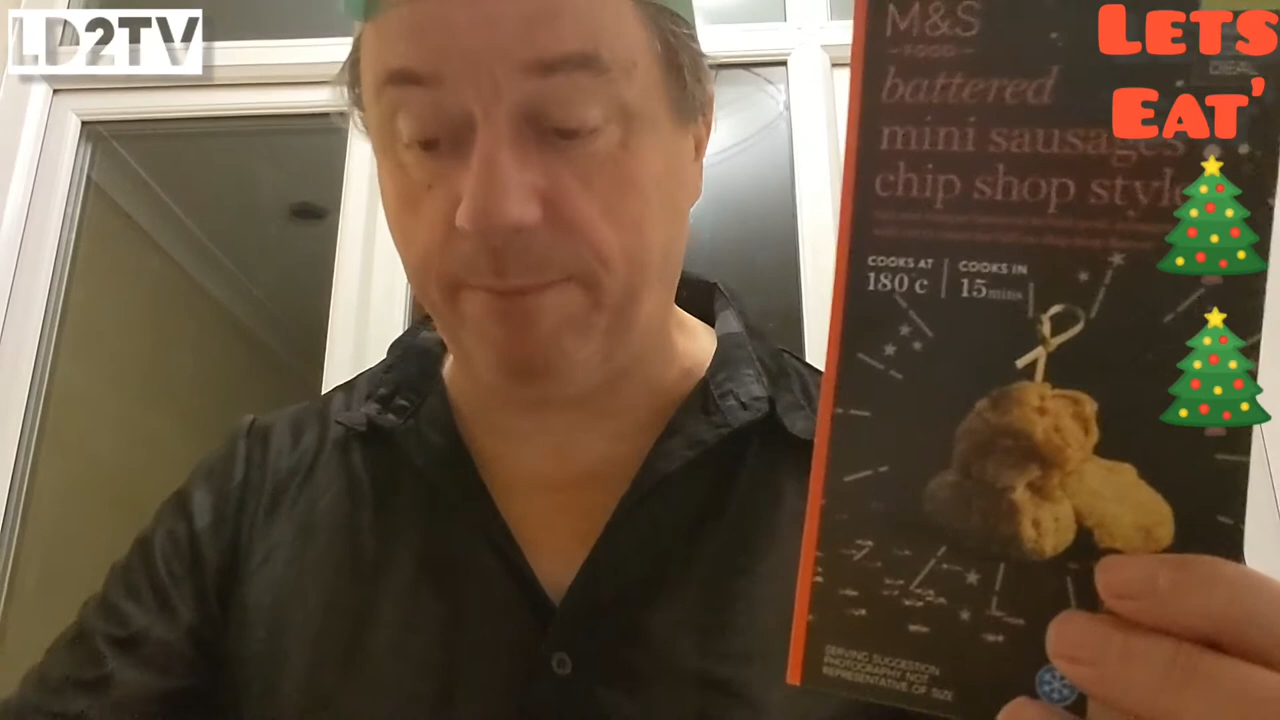 LD2TV
LETS
EAT'
M&S
FOOD
battered
mini sausages
chip shop style
COOKS AT
180°c
COOKS IN
15mins
SERVING SUGGESTION
PHOTOGRAPHY NOT
REPRESENTATIVE OF SIZE